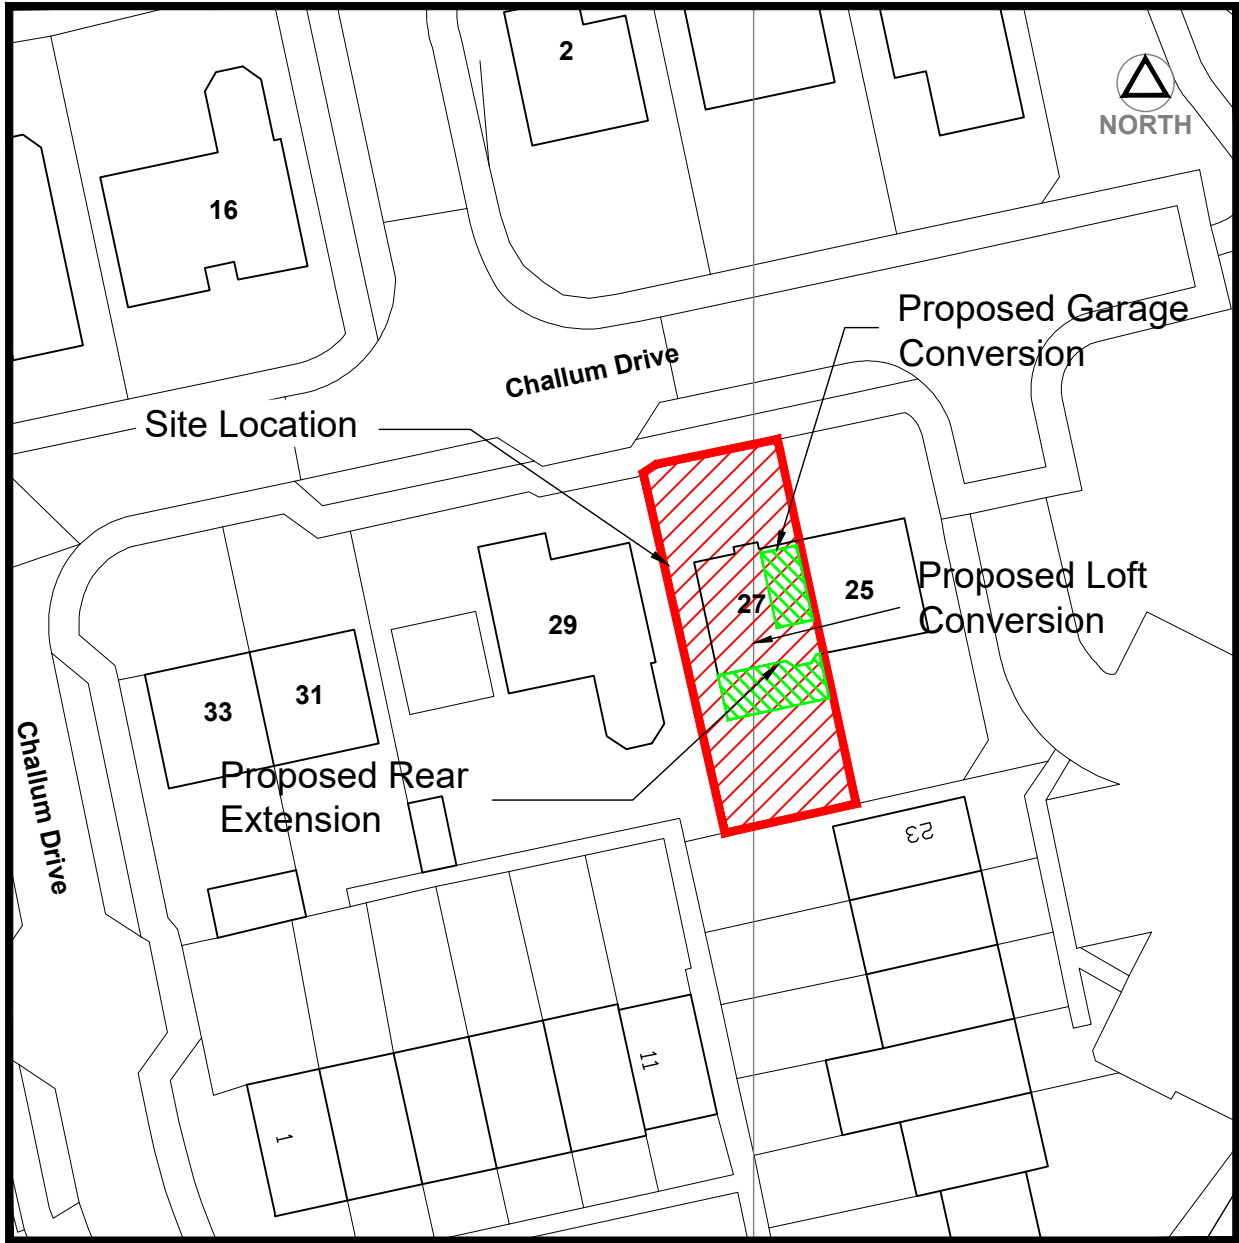 2
NORTH
16
Proposed Garage
Conversion
Challum Drive
Site Location
Proposed Loft
Conversion
27
25
29
31
33
Challum Drive
Proposed Rear
Extension
23
11
1